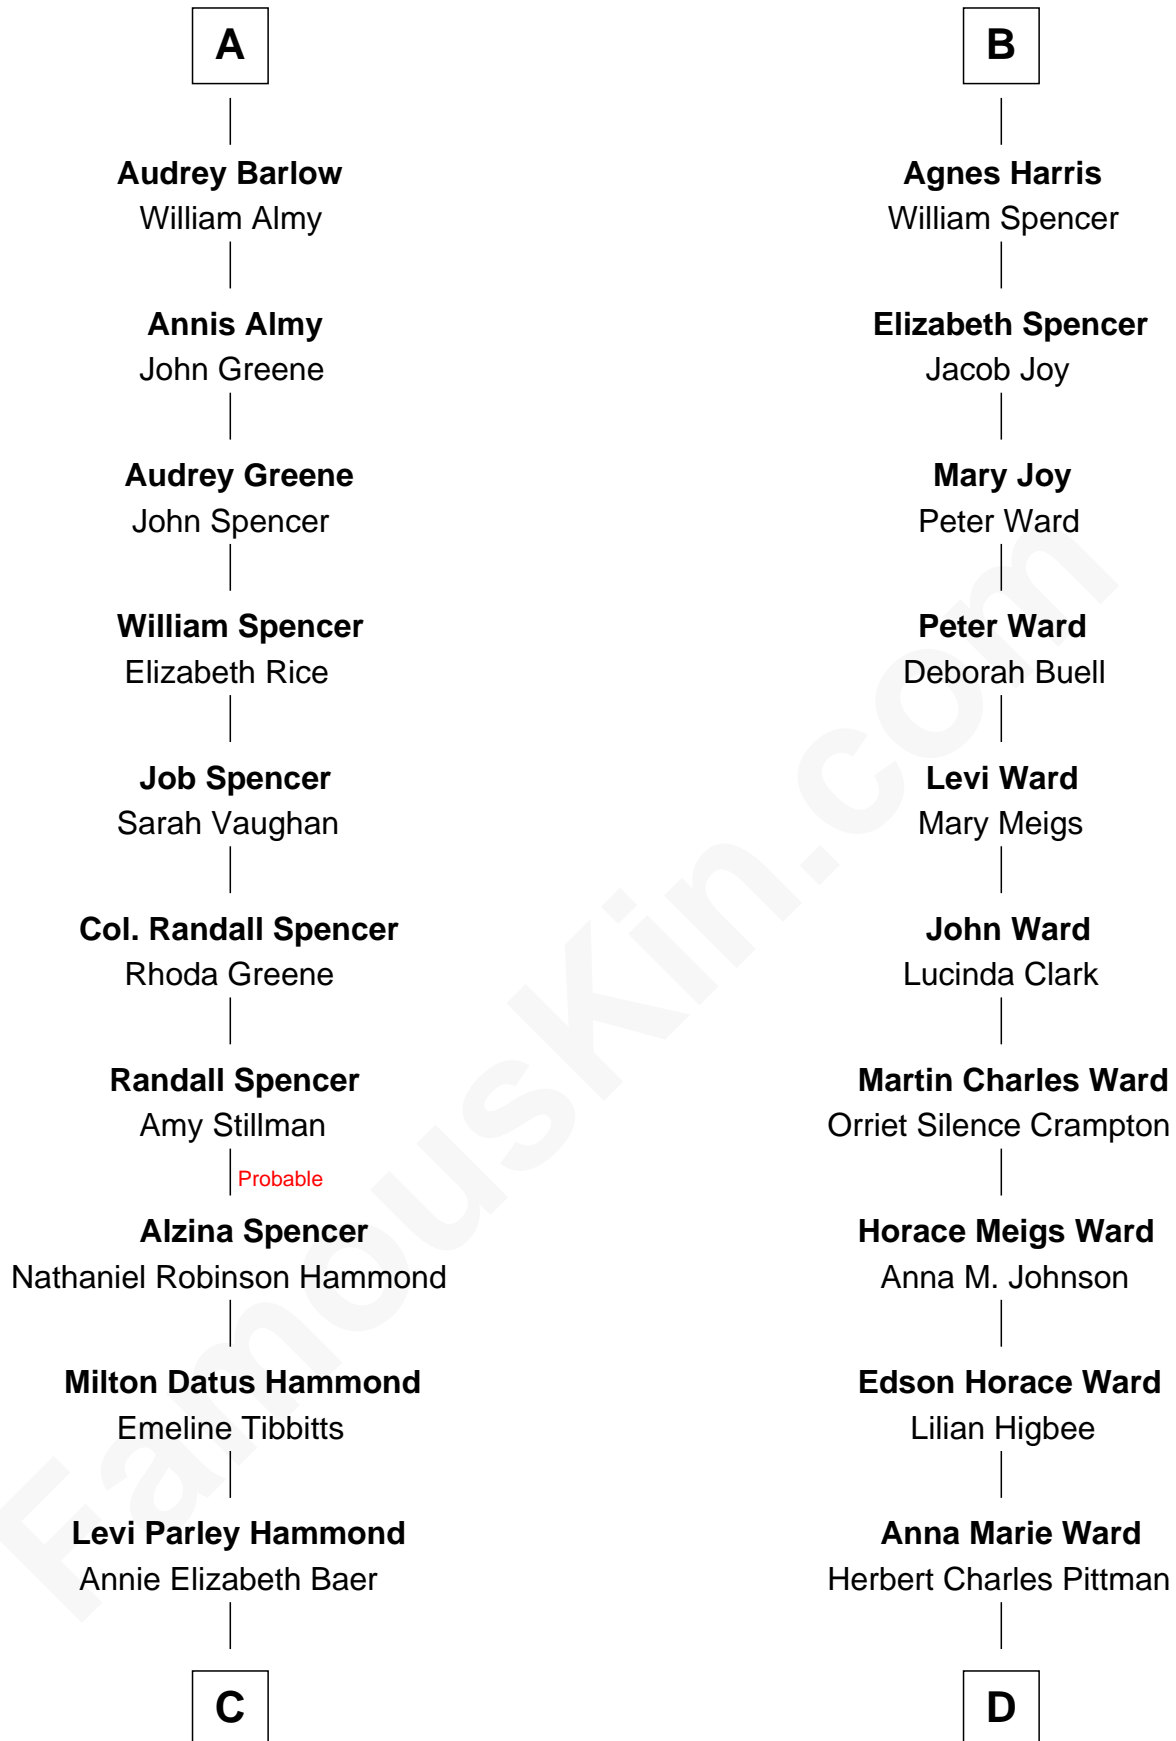 A
Audrey Barlow
William Almy
Annis Almy
John Greene
Audrey Greene
John Spencer
William Spencer
Elizabeth Rice
Job Spencer
Sarah Vaughan
Col. Randall Spencer
Rhoda Greene
Randall Spencer
Amy Stillman
Probable
Alzina Spencer
Nathaniel Robinson Hammond
Milton Datus Hammond
Emeline Tibbitts
Levi Parley Hammond
Annie Elizabeth Baer
C
B
Agnes Harris
William Spencer
Elizabeth Spencer
Jacob Joy
Mary Joy
Peter Ward
Peter Ward
Deborah Buell
Levi Ward
Mary Meigs
John Ward
Lucinda Clark
Martin Charles Ward
Orriet Silence Crampton
Horace Meigs Ward
Anna M. Johnson
Edson Horace Ward
Lilian Higbee
Anna Marie Ward
Herbert Charles Pittman
D
FamousKin.com